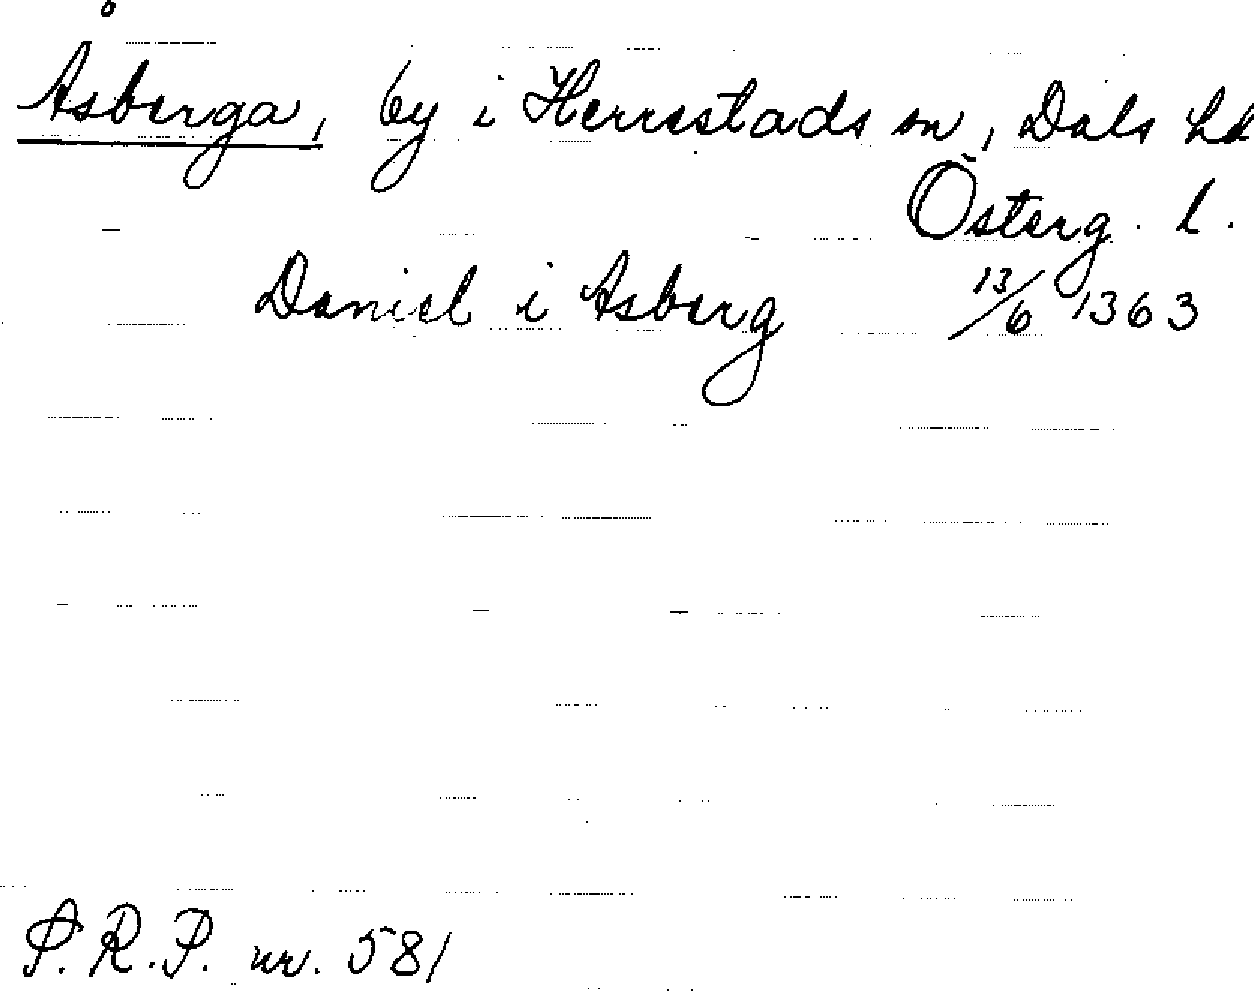 Åsberga, by i Herrestads sn, Dals hd
Österg. l.
Daniel i Asberg 13/6 1363
S.R.P. nr. 581